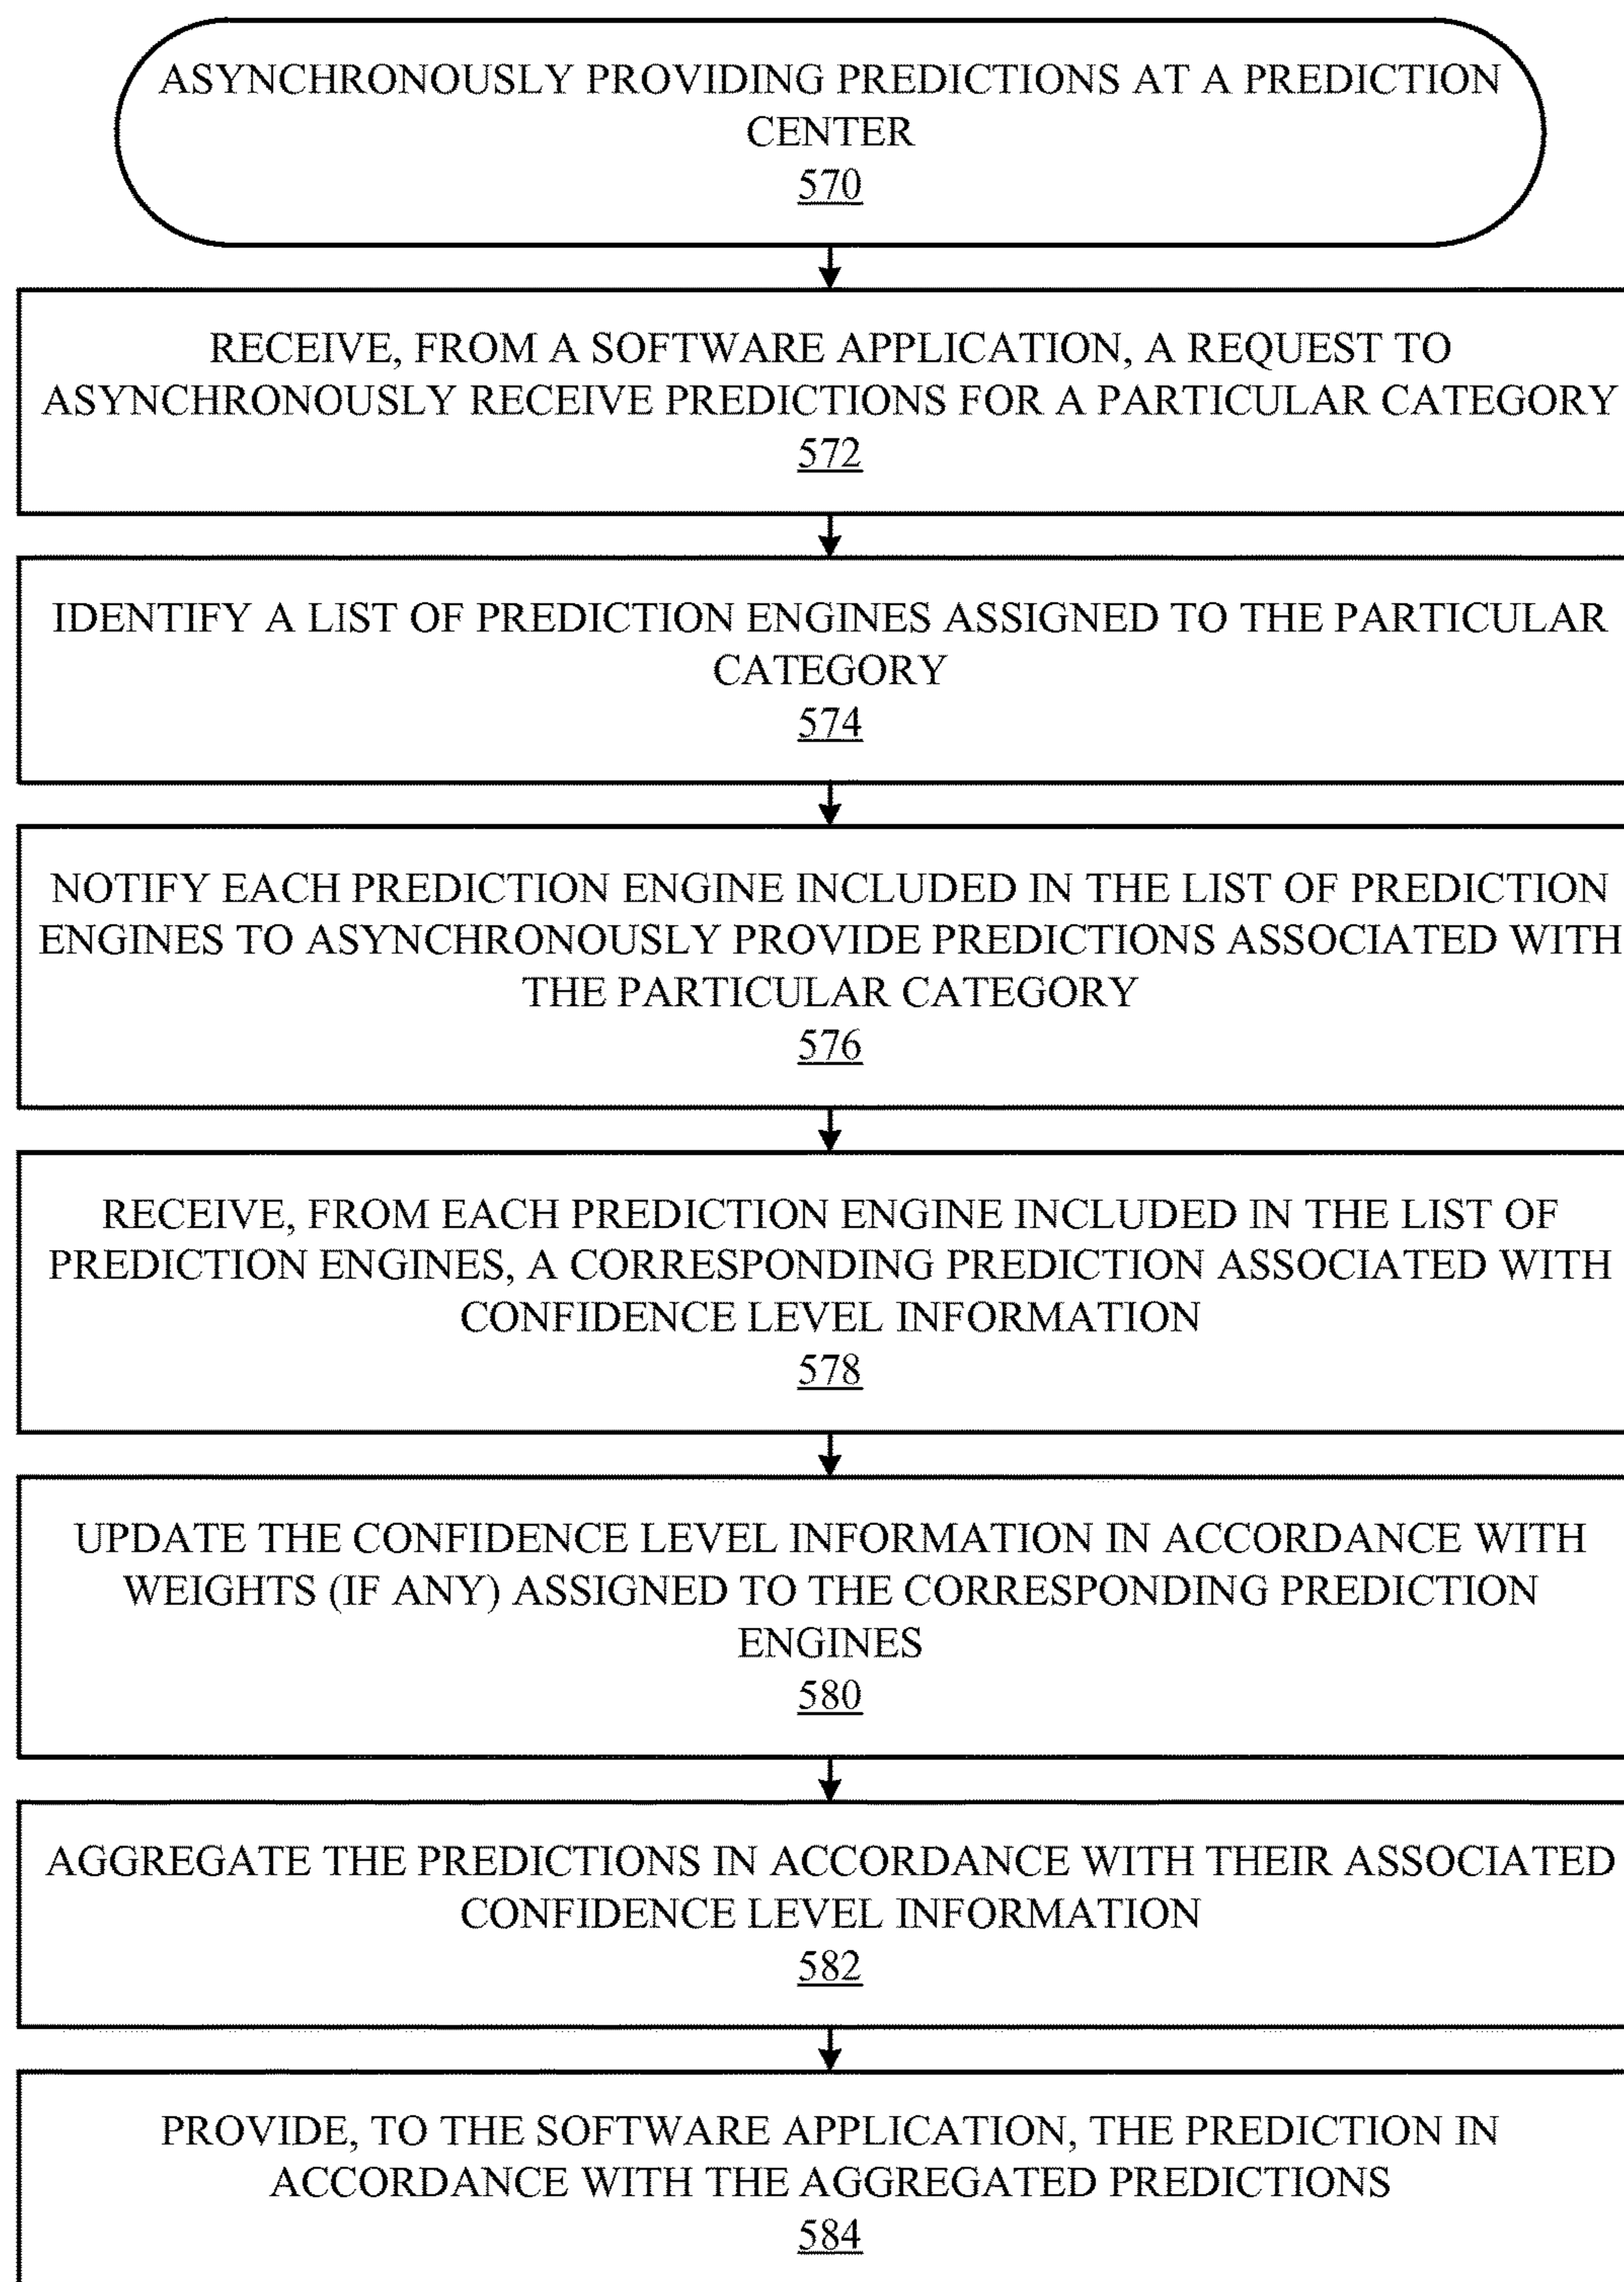 ASYNCHRONOUSLY PROVIDING PREDICTIONS AT A PREDICTION
CENTER
570
RECEIVE, FROM A SOFTWARE APPLICATION, A REQUEST TO
ASYNCHRONOUSLY RECEIVE PREDICTIONS FOR A PARTICULAR CATEGORY
572
IDENTIFY A LIST OF PREDICTION ENGINES ASSIGNED TO THE PARTICULAR
CATEGORY
574
NOTIFY EACH PREDICTION ENGINE INCLUDED IN THE LIST OF PREDICTION
ENGINES TO ASYNCHRONOUSLY PROVIDE PREDICTIONS ASSOCIATED WITH
THE PARTICULAR CATEGORY
576
RECEIVE, FROM EACH PREDICTION ENGINE INCLUDED IN THE LIST OF
PREDICTION ENGINES, A CORRESPONDING PREDICTION ASSOCIATED WITH
CONFIDENCE LEVEL INFORMATION
578
UPDATE THE CONFIDENCE LEVEL INFORMATION IN ACCORDANCE WITH
WEIGHTS (IF ANY) ASSIGNED TO THE CORRESPONDING PREDICTION
ENGINES
580
AGGREGATE THE PREDICTIONS IN ACCORDANCE WITH THEIR ASSOCIATED
CONFIDENCE LEVEL INFORMATION
582
PROVIDE, TO THE SOFTWARE APPLICATION, THE PREDICTION IN
ACCORDANCE WITH THE AGGREGATED PREDICTIONS
584